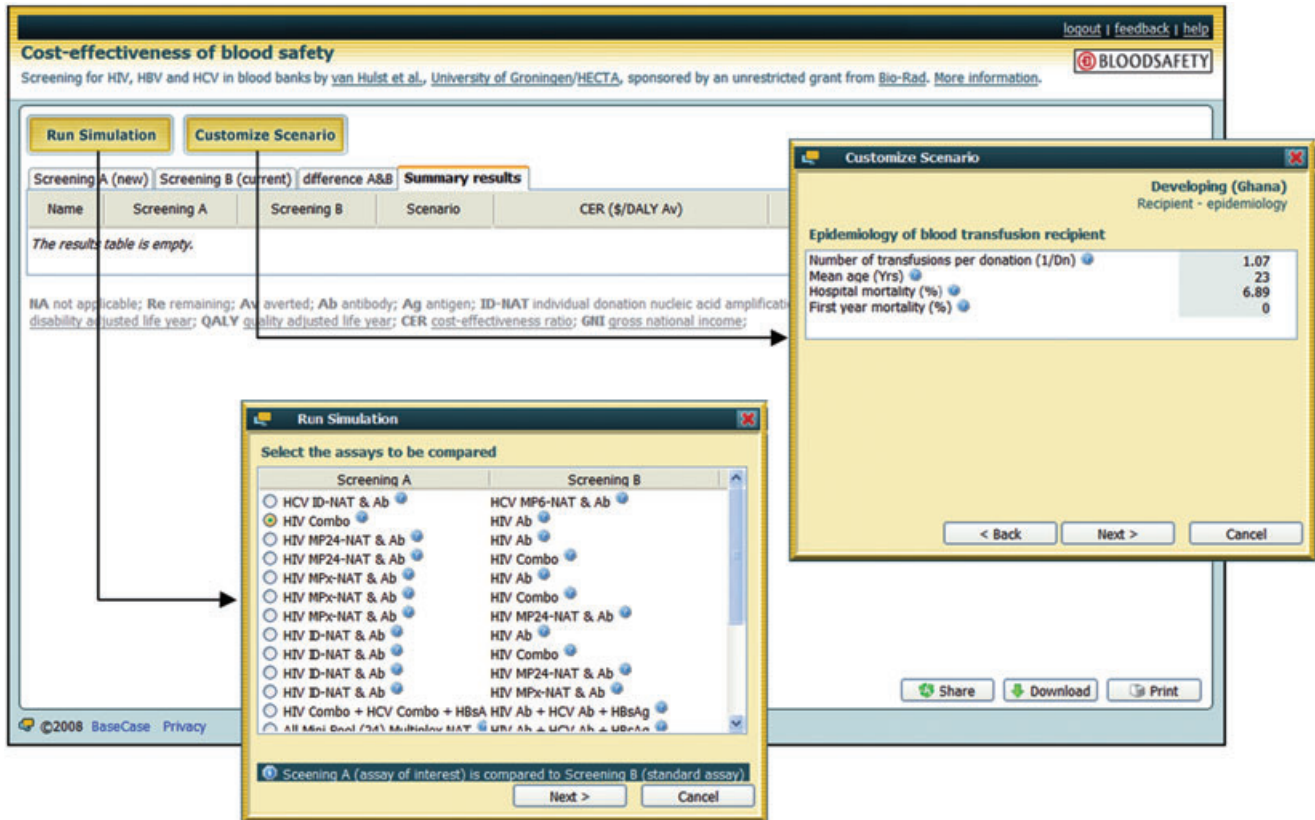 logout | feedback | help
Cost-effectiveness of blood safety
BLOODSAFETY
Screening for HIV, HBV and HCV in blood banks by van Hulst et al., University of Groningen/HECTA, sponsored by an unrestricted grant from Bio-Rad. More information.
Run Simulation Customize Scenario
Screening A (new) Screening B (current) difference A&B Summary results
Name Screening A Screening B Scenario CER ($/DALY Av)
The results table is empty.
NA not applicable; Re remaining; Av averted; Ab antibody; Ag antigen; ID-NAT individual donation nucleic acid
disability adjusted life year; QALY quality adjusted life year; CER cost-effectiveness ratio; GNI gross national income;
Customize Scenario
Developing (Ghana)
Recipient - epidemiology
Epidemiology of blood transfusion recipient
Number of transfusions per donation (1/Dn) 1.07
Mean age (Yrs) 23
Hospital mortality (%) 6.89
First year mortality (%) 0
< Back Next > Cancel
Run Simulation
Select the assays to be compared
Screening A Screening B
HCV ID-NAT & Ab HCV MP6-NAT & Ab
HIV Combo HIV Ab
HIV MP24-NAT & Ab HIV Ab
HIV MP24-NAT & Ab HIV Combo
HIV MPx-NAT & Ab HIV Ab
HIV MPx-NAT & Ab HIV Combo
HIV MPx-NAT & Ab HIV MP24-NAT & Ab
HIV ID-NAT & Ab HIV Ab
HIV ID-NAT & Ab HIV Combo
HIV ID-NAT & Ab HIV MP24-NAT & Ab
HIV ID-NAT & Ab HIV MPx-NAT & Ab
HIV Combo + HCV Combo + HBsA HIV Ab + HCV Ab + HBsAg
All Mini Pool (24) Multiplex NAT HIV Ab + HCV Ab + HBsAg
Sceening A (assay of interest) is compared to Screening B (standard assay)
Next > Cancel
Share Download Print
©2008 BaseCase Privacy